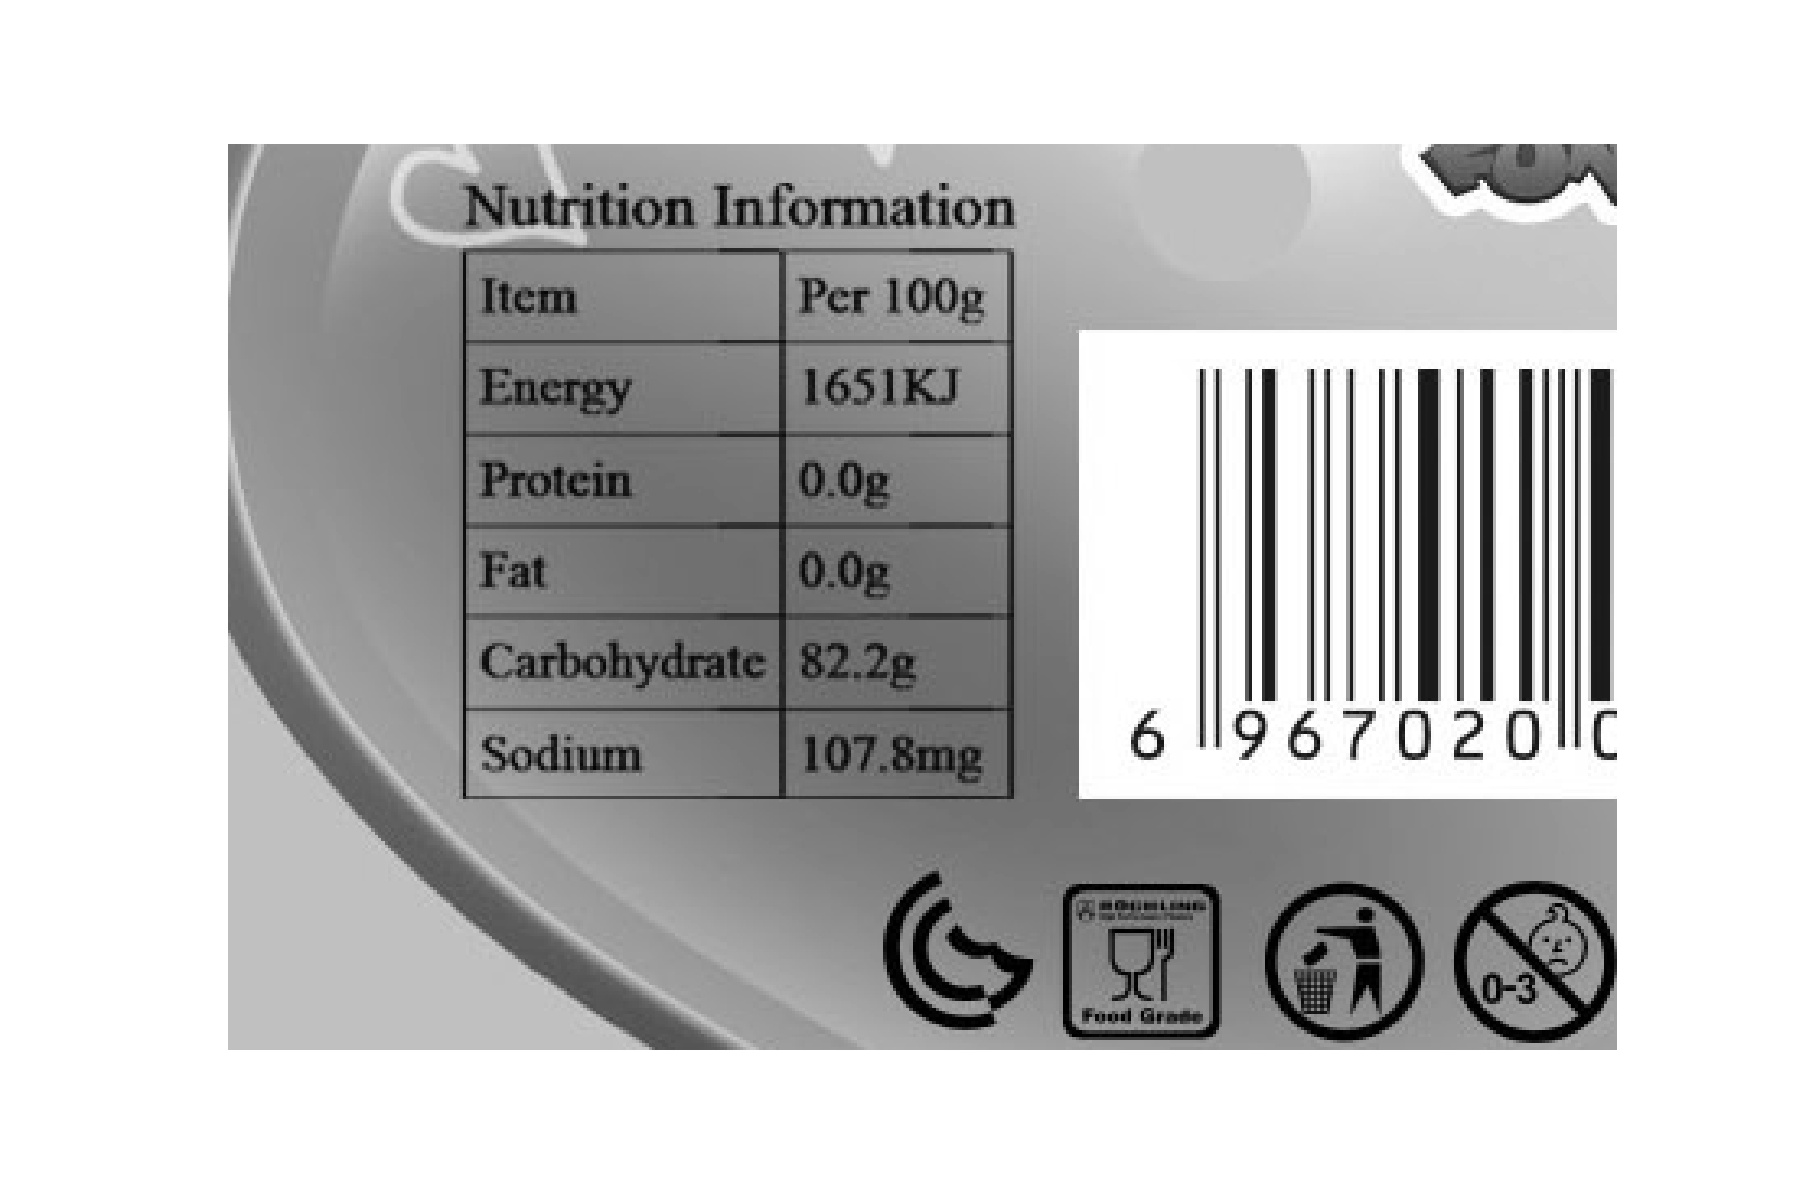 Nutrition Information
Item Per 100g
Energy 1651KJ
Protein 0.0g
Fat 0.0g
Carbohydrate 82.2g
Sodium 107.8mg
6 967020 0
Food Grade
0-3